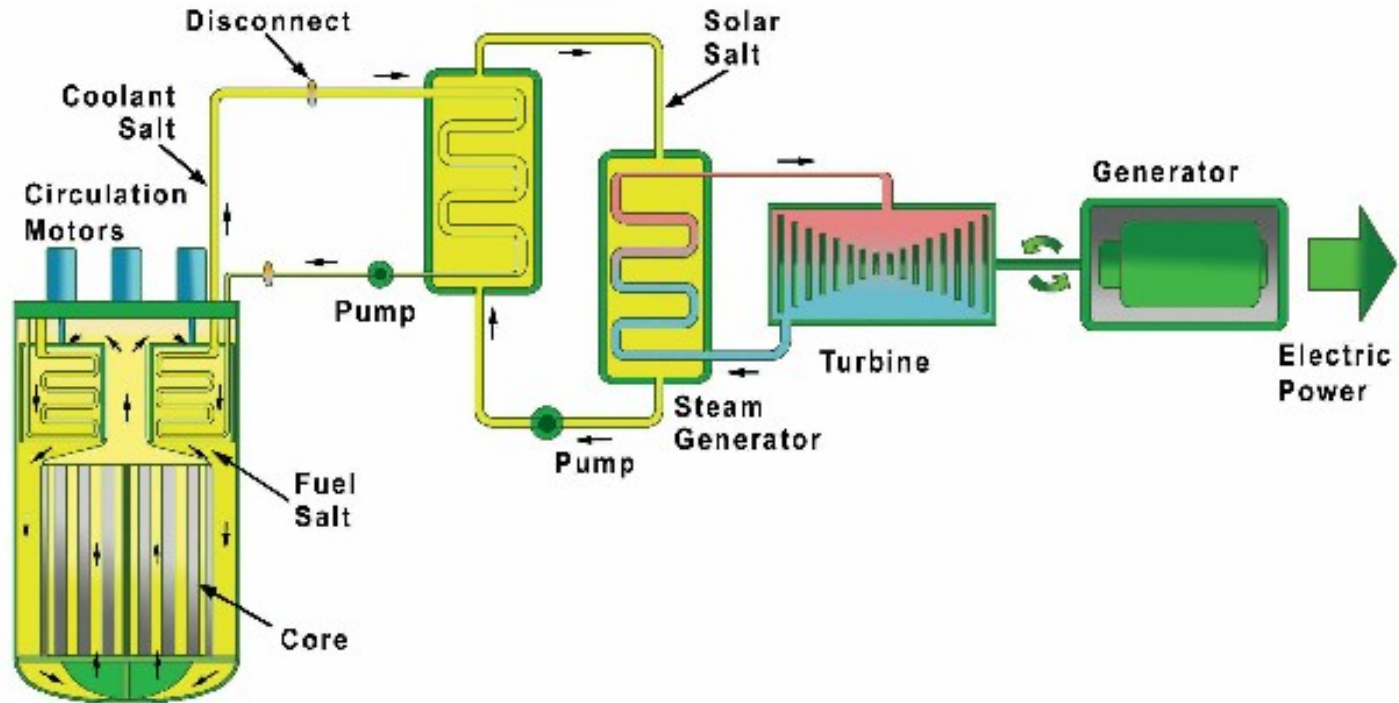 Disconnect
Solar
Salt
Coolant
Salt
Circulation
Motors
Generator
Pump
Turbine
Electric
Power
Steam
Generator
Pump
Fuel
Salt
Core